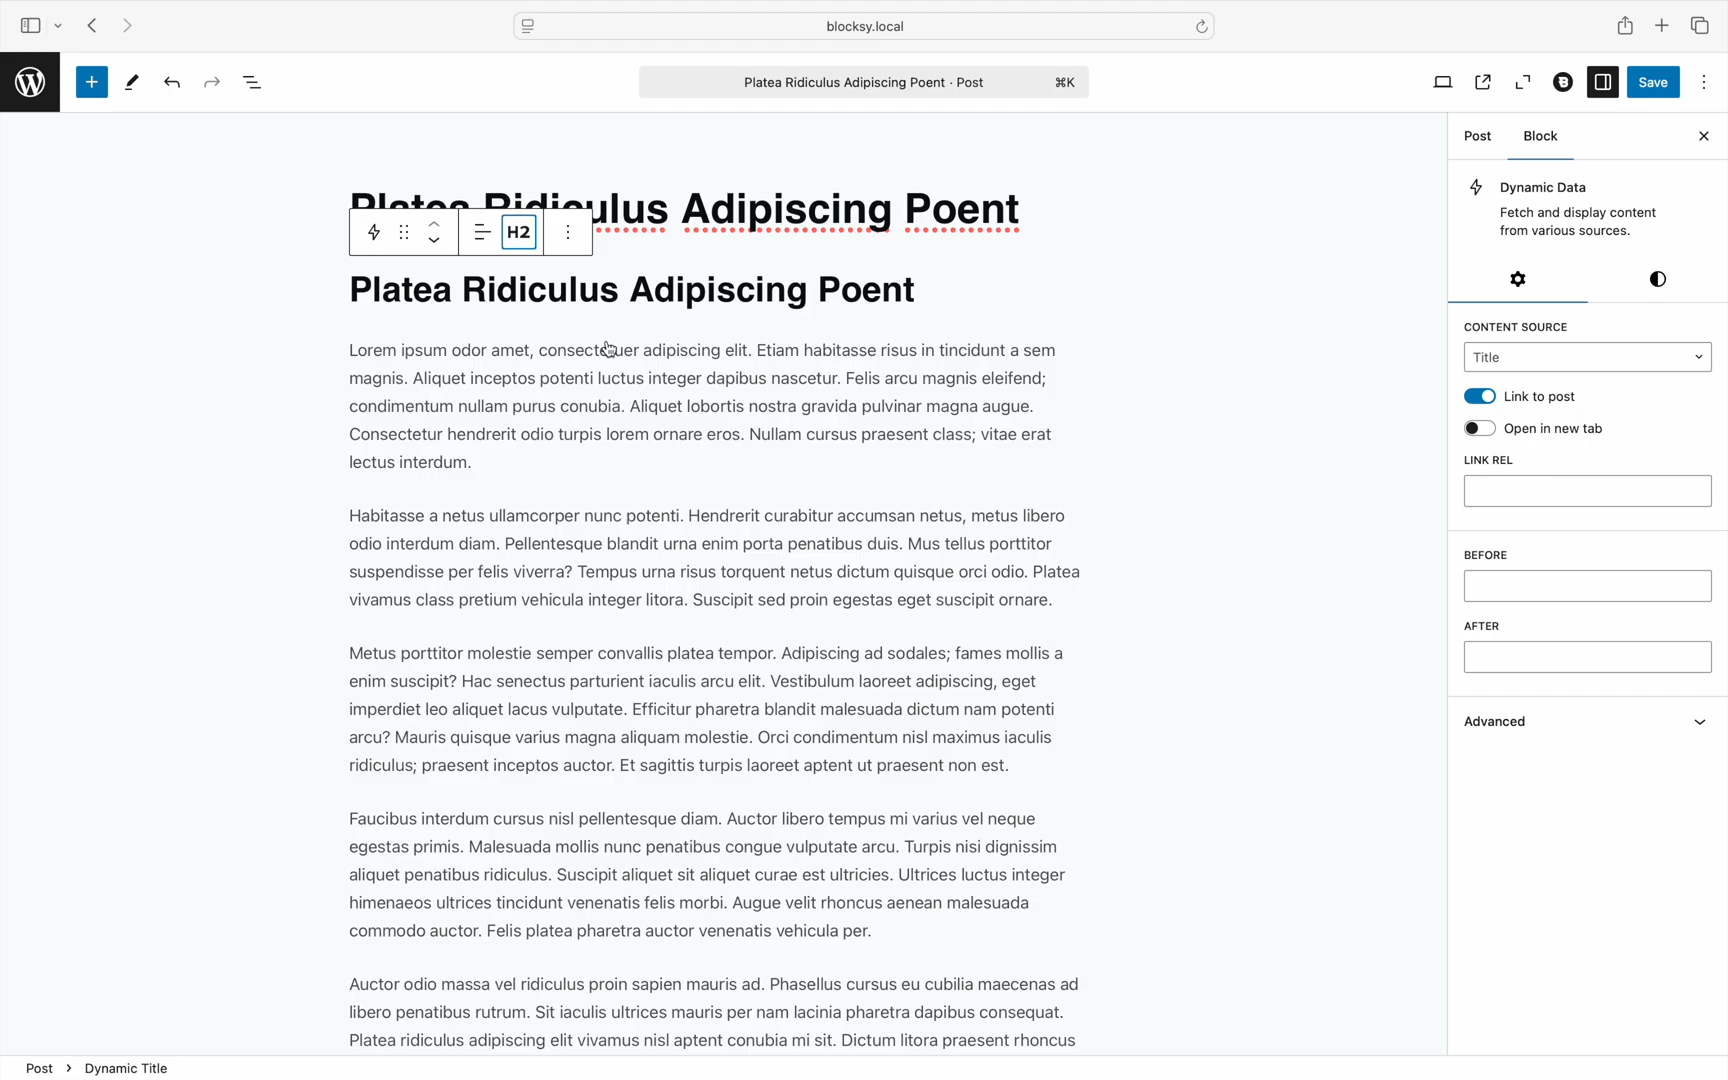 blocksy.local
Platea Ridiculus Adipiscing Poent · Post ⌘K
Save
Post Block
Dynamic Data
Fetch and display content
from various sources.
Platea Ridiculus Adipiscing Poent
H2
Platea Ridiculus Adipiscing Poent
Lorem ipsum odor amet, consectetuer adipiscing elit. Etiam habitasse risus in tincidunt a sem
magnis. Aliquet inceptos potenti luctus integer dapibus nascetur. Felis arcu magnis eleifend;
condimentum nullam purus conubia. Aliquet lobortis nostra gravida pulvinar magna augue.
Consectetur hendrerit odio turpis lorem ornare eros. Nullam cursus praesent class; vitae erat
lectus interdum.
Habitasse a netus ullamcorper nunc potenti. Hendrerit curabitur accumsan netus, metus libero
odio interdum diam. Pellentesque blandit urna enim porta penatibus duis. Mus tellus porttitor
suspendisse per felis viverra? Tempus urna risus torquent netus dictum quisque orci odio. Platea
vivamus class pretium vehicula integer litora. Suscipit sed proin egestas eget suscipit ornare.
Metus porttitor molestie semper convallis platea tempor. Adipiscing ad sodales; fames mollis a
enim suscipit? Hac senectus parturient iaculis arcu elit. Vestibulum laoreet adipiscing, eget
imperdiet leo aliquet lacus vulputate. Efficitur pharetra blandit malesuada dictum nam potenti
arcu? Mauris quisque varius magna aliquam molestie. Orci condimentum nisl maximus iaculis
ridiculus; praesent inceptos auctor. Et sagittis turpis laoreet aptent ut praesent non est.
Faucibus interdum cursus nisl pellentesque diam. Auctor libero tempus mi varius vel neque
egestas primis. Malesuada mollis nunc penatibus congue vulputate arcu. Turpis nisi dignissim
aliquet penatibus ridiculus. Suscipit aliquet sit aliquet curae est ultricies. Ultrices luctus integer
himenaeos ultrices tincidunt venenatis felis morbi. Augue velit rhoncus aenean malesuada
commodo auctor. Felis platea pharetra auctor venenatis vehicula per.
Auctor odio massa vel ridiculus proin sapien mauris ad. Phasellus cursus eu cubilia maecenas ad
libero penatibus rutrum. Sit iaculis ultrices mauris per nam lacinia pharetra dapibus consequat.
Platea ridiculus adipiscing elit vivamus nisl aptent conubia mi sit. Dictum litora praesent rhoncus
CONTENT SOURCE
Title
Link to post
Open in new tab
LINK REL
BEFORE
AFTER
Advanced
Post › Dynamic Title